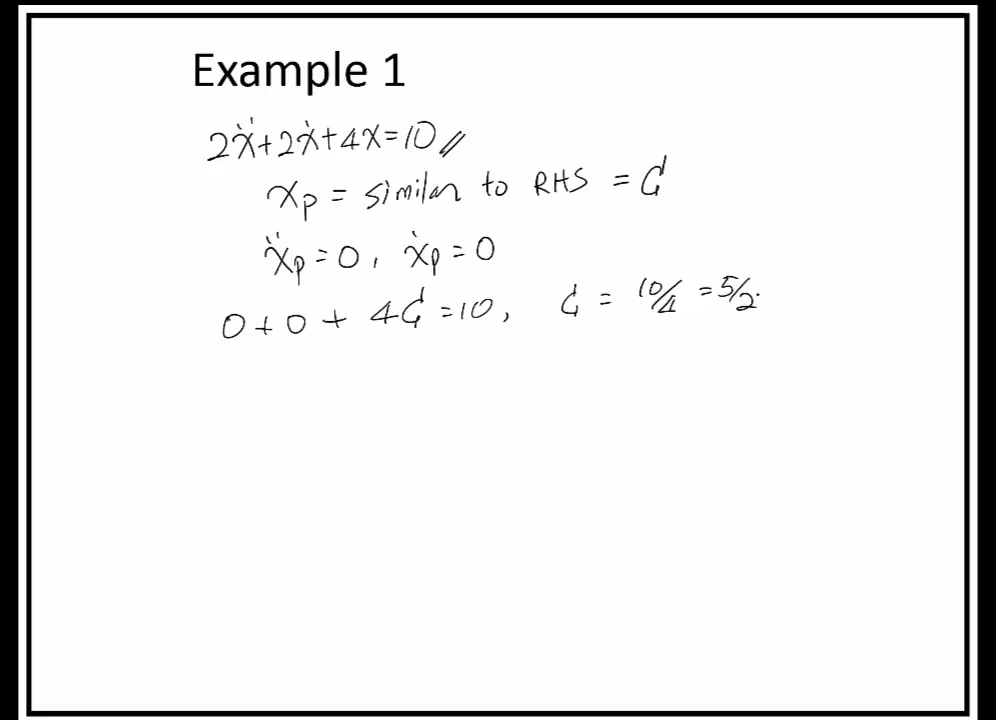 Example 1
2ẍ+2ẋ+4x=10//
xp = similar to RHS = C
ẍp=0, ẋp=0
0+0+4C=10, C = 10/4 =5/2.